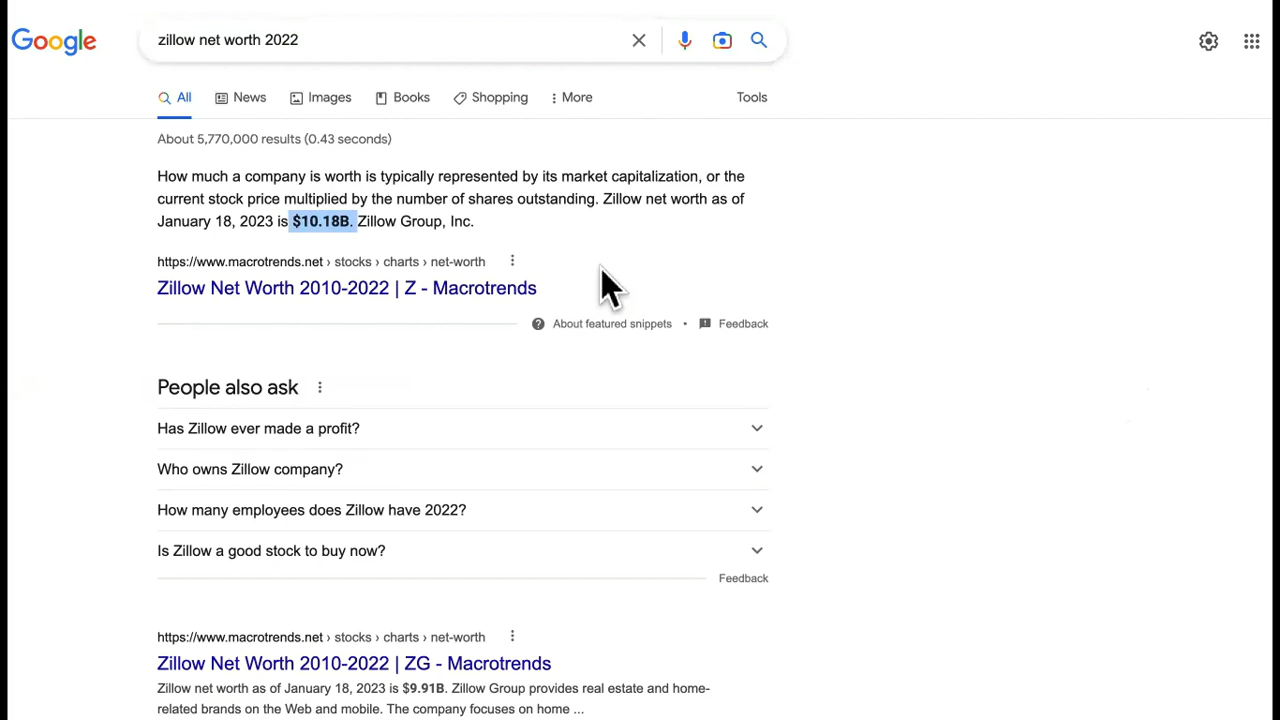 Google
zillow net worth 2022
All
News
Images
Books
Shopping
More
Tools
About 5,770,000 results (0.43 seconds)
How much a company is worth is typically represented by its market capitalization, or the
current stock price multiplied by the number of shares outstanding. Zillow net worth as of
January 18, 2023 is $10.18B. Zillow Group, Inc.
https://www.macrotrends.net › stocks › charts › net-worth
Zillow Net Worth 2010-2022 | Z - Macrotrends
About featured snippets • Feedback
People also ask
Has Zillow ever made a profit?
Who owns Zillow company?
How many employees does Zillow have 2022?
Is Zillow a good stock to buy now?
Feedback
https://www.macrotrends.net › stocks › charts › net-worth
Zillow Net Worth 2010-2022 | ZG - Macrotrends
Zillow net worth as of January 18, 2023 is $9.91B. Zillow Group provides real estate and home-
related brands on the Web and mobile. The company focuses on home ...